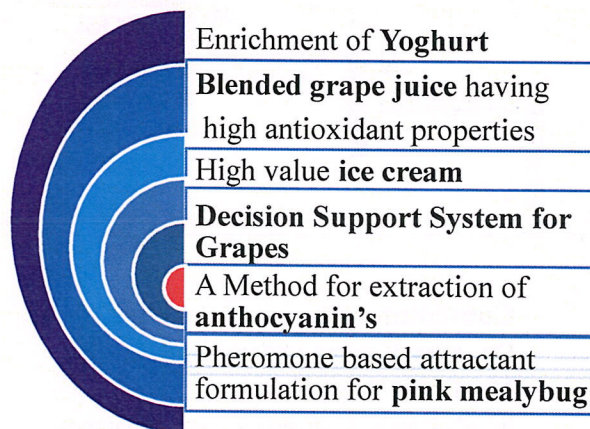 Enrichment of Yoghurt
Blended grape juice having
high antioxidant properties
High value ice cream
Decision Support System for
Grapes
A Method for extraction of
anthocyanin's
Pheromone based attractant
formulation for pink mealybug